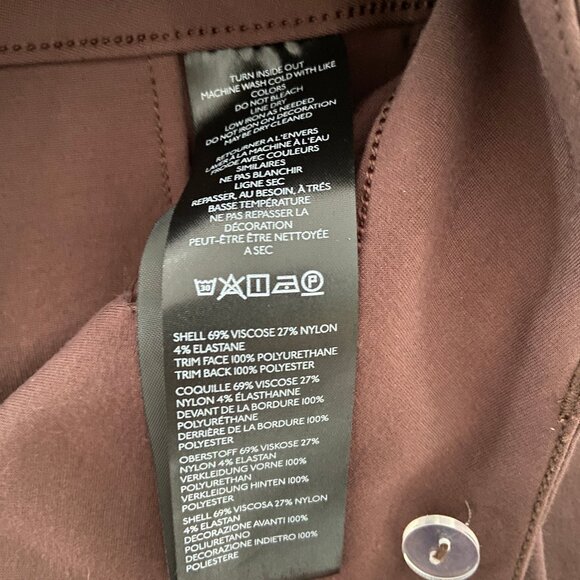 TURN INSIDE OUT
MACHINE WASH COLD WITH LIKE
COLORS
DO NOT BLEACH
LINE DRY
LOW IRON AS NEEDED
DO NOT IRON ON DECORATION
MAY BE DRY CLEANED
RETOURNER A L'ENVERS
LAVER À LA MACHINE À L'EAU
FROIDE AVEC COULEURS
SIMILAIRES
NE PAS BLANCHIR
LIGNE SEC
REPASSER, AU BESOIN, À TRÉS
BASSE TEMPÉRATURE
NE PAS REPASSER LA
DÉCORATION
PEUT-ÊTRE ÊTRE NETTOYÉE
A SEC
30 P
SHELL 69% VISCOSE 27% NYLON
4% ELASTANE
TRIM FACE 100% POLYURETHANE
TRIM BACK 100% POLYESTER
COQUILLE 69% VISCOSE 27%
NYLON 4% ÉLASTHANNE
DEVANT DE LA BORDURE 100%
POLYURÉTHANE
DERRIÈRE DE LA BORDURE 100%
POLYESTER
OBERSTOFF 69% VISKOSE 27%
NYLON 4% ELASTAN
VERKLEIDUNG VORNE 100%
POLYURETHAN
VERKLEIDUNG HINTEN 100%
POLYESTER
SHELL 69% VISCOSA 27% NYLON
4% ELASTAN
DECORAZIONE AVANTI 100%
POLIURETANO
DECORAZIONE INDIETRO 100%
POLIESTERE